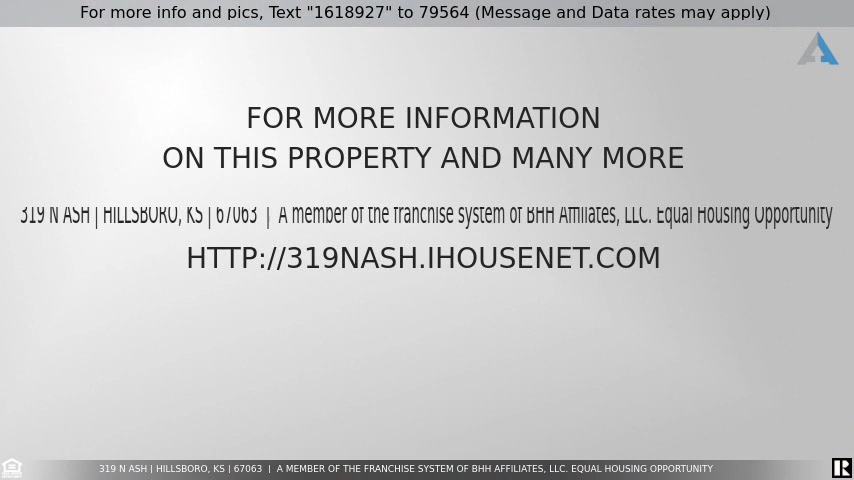 For more info and pics, Text "1618927" to 79564 (Message and Data rates may apply)
FOR MORE INFORMATION
ON THIS PROPERTY AND MANY MORE
319 N ASH | HILLSBORO, KS | 67063 | A member of the franchise system of BHH Affiliates, LLC. Equal Housing Opportunity
HTTP://319NASH.IHOUSENET.COM
319 N ASH | HILLSBORO, KS | 67063 | A MEMBER OF THE FRANCHISE SYSTEM OF BHH AFFILIATES, LLC. EQUAL HOUSING OPPORTUNITY